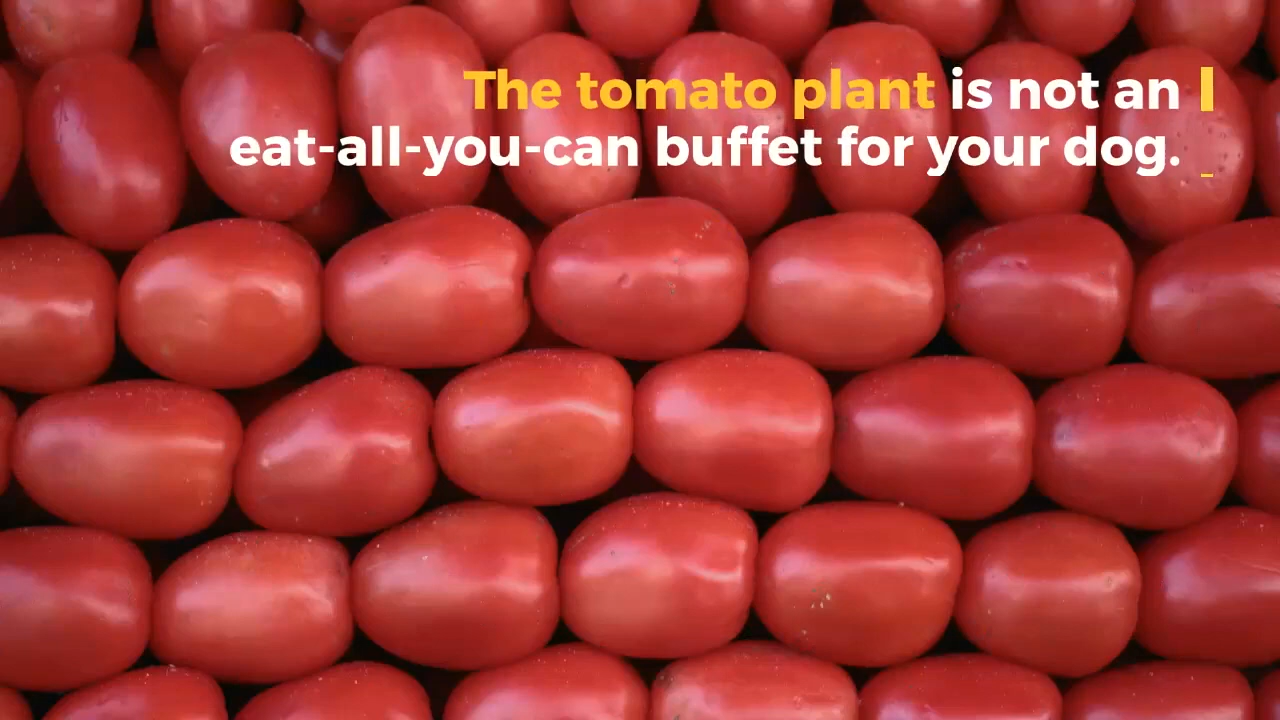 The tomato plant is not an
eat-all-you-can buffet for your dog.